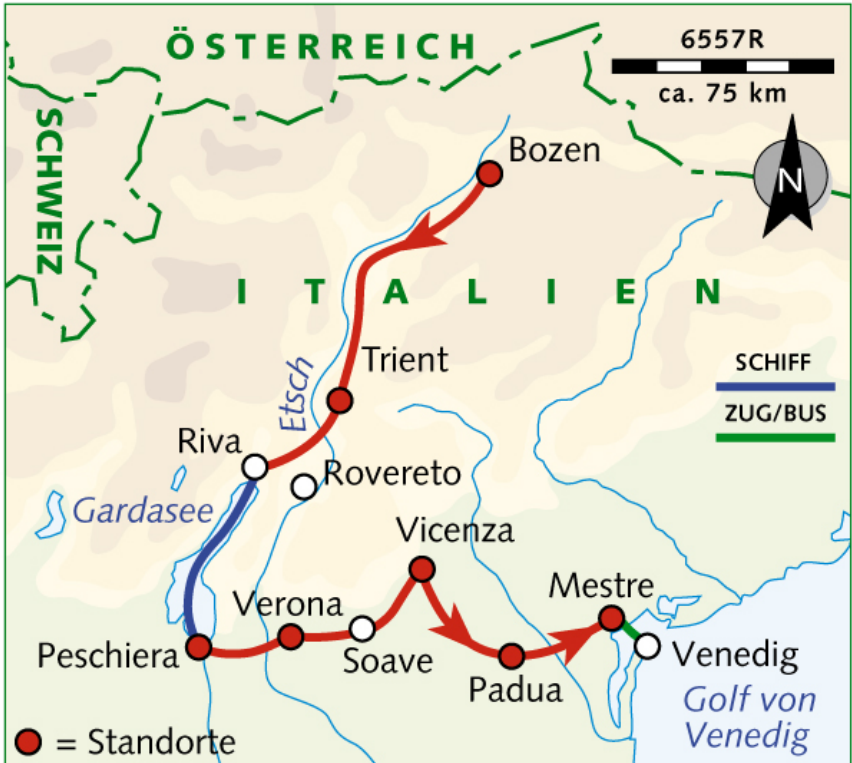 ÖSTERREICH
6557R
ca. 75 km
SCHWEIZ
Bozen
N
ITALIEN
SCHIFF
ZUG/BUS
Trient
Etsch
Riva
Rovereto
Gardasee
Vicenza
Mestre
Verona
Peschiera
Soave
Venedig
Padua
Golf von
Venedig
= Standorte